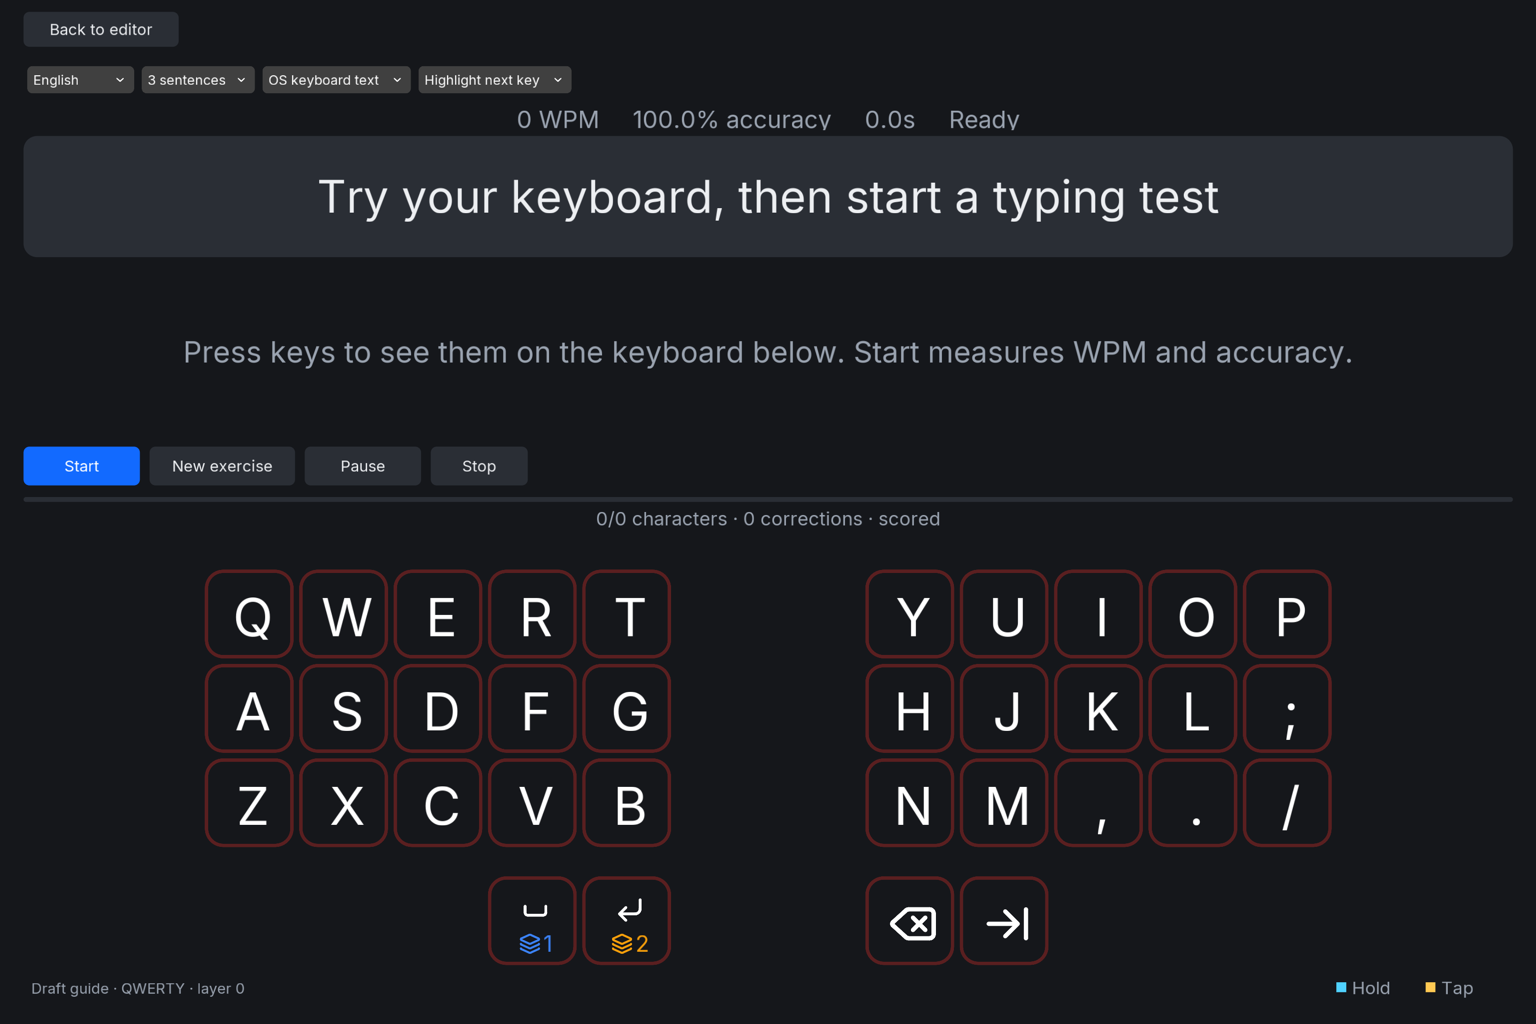 Back to editor
English 3 sentences OS keyboard text Highlight next key
0 WPM 100.0% accuracy 0.0s Ready
Try your keyboard, then start a typing test
Press keys to see them on the keyboard below. Start measures WPM and accuracy.
Start New exercise Pause Stop
0/0 characters · 0 corrections · scored
Q W E R T Y U I O P
A S D F G H J K L ;
Z X C V B N M , . /
1 2
Draft guide · QWERTY · layer 0 Hold Tap